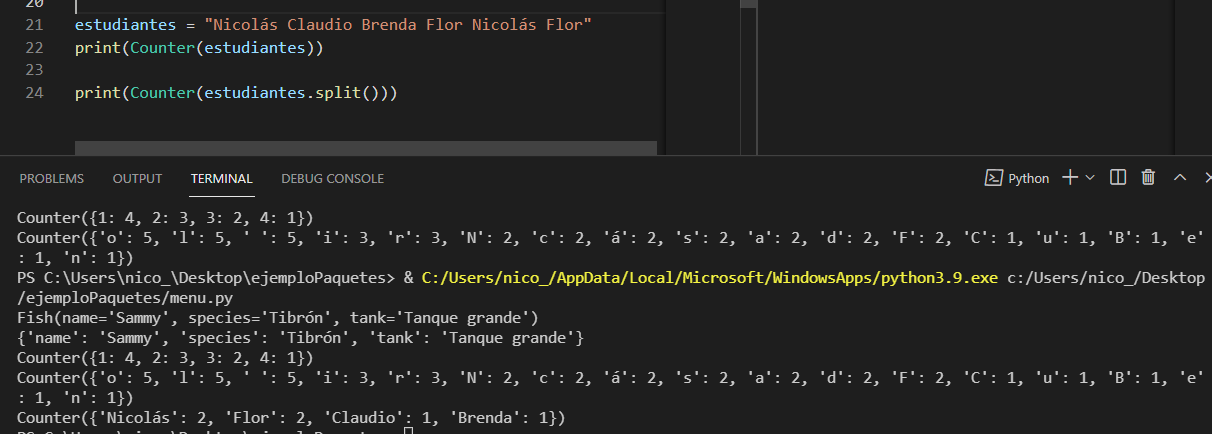 20
21 estudiantes = "Nicolás Claudio Brenda Flor Nicolás Flor"
22 print(Counter(estudiantes))
23
24 print(Counter(estudiantes.split()))
PROBLEMS OUTPUT TERMINAL DEBUG CONSOLE Python
Counter({1: 4, 2: 3, 3: 2, 4: 1})
Counter({'o': 5, 'l': 5, ' ': 5, 'i': 3, 'r': 3, 'N': 2, 'c': 2, 'á': 2, 's': 2, 'a': 2, 'd': 2, 'F': 2, 'C': 1, 'u': 1, 'B': 1, 'e'
: 1, 'n': 1})
PS C:\Users\nico_\Desktop\ejemploPaquetes> & C:/Users/nico_/AppData/Local/Microsoft/WindowsApps/python3.9.exe c:/Users/nico_/Desktop
/ejemploPaquetes/menu.py
Fish(name='Sammy', species='Tibrón', tank='Tanque grande')
{'name': 'Sammy', 'species': 'Tibrón', 'tank': 'Tanque grande'}
Counter({1: 4, 2: 3, 3: 2, 4: 1})
Counter({'o': 5, 'l': 5, ' ': 5, 'i': 3, 'r': 3, 'N': 2, 'c': 2, 'á': 2, 's': 2, 'a': 2, 'd': 2, 'F': 2, 'C': 1, 'u': 1, 'B': 1, 'e'
: 1, 'n': 1})
Counter({'Nicolás': 2, 'Flor': 2, 'Claudio': 1, 'Brenda': 1})